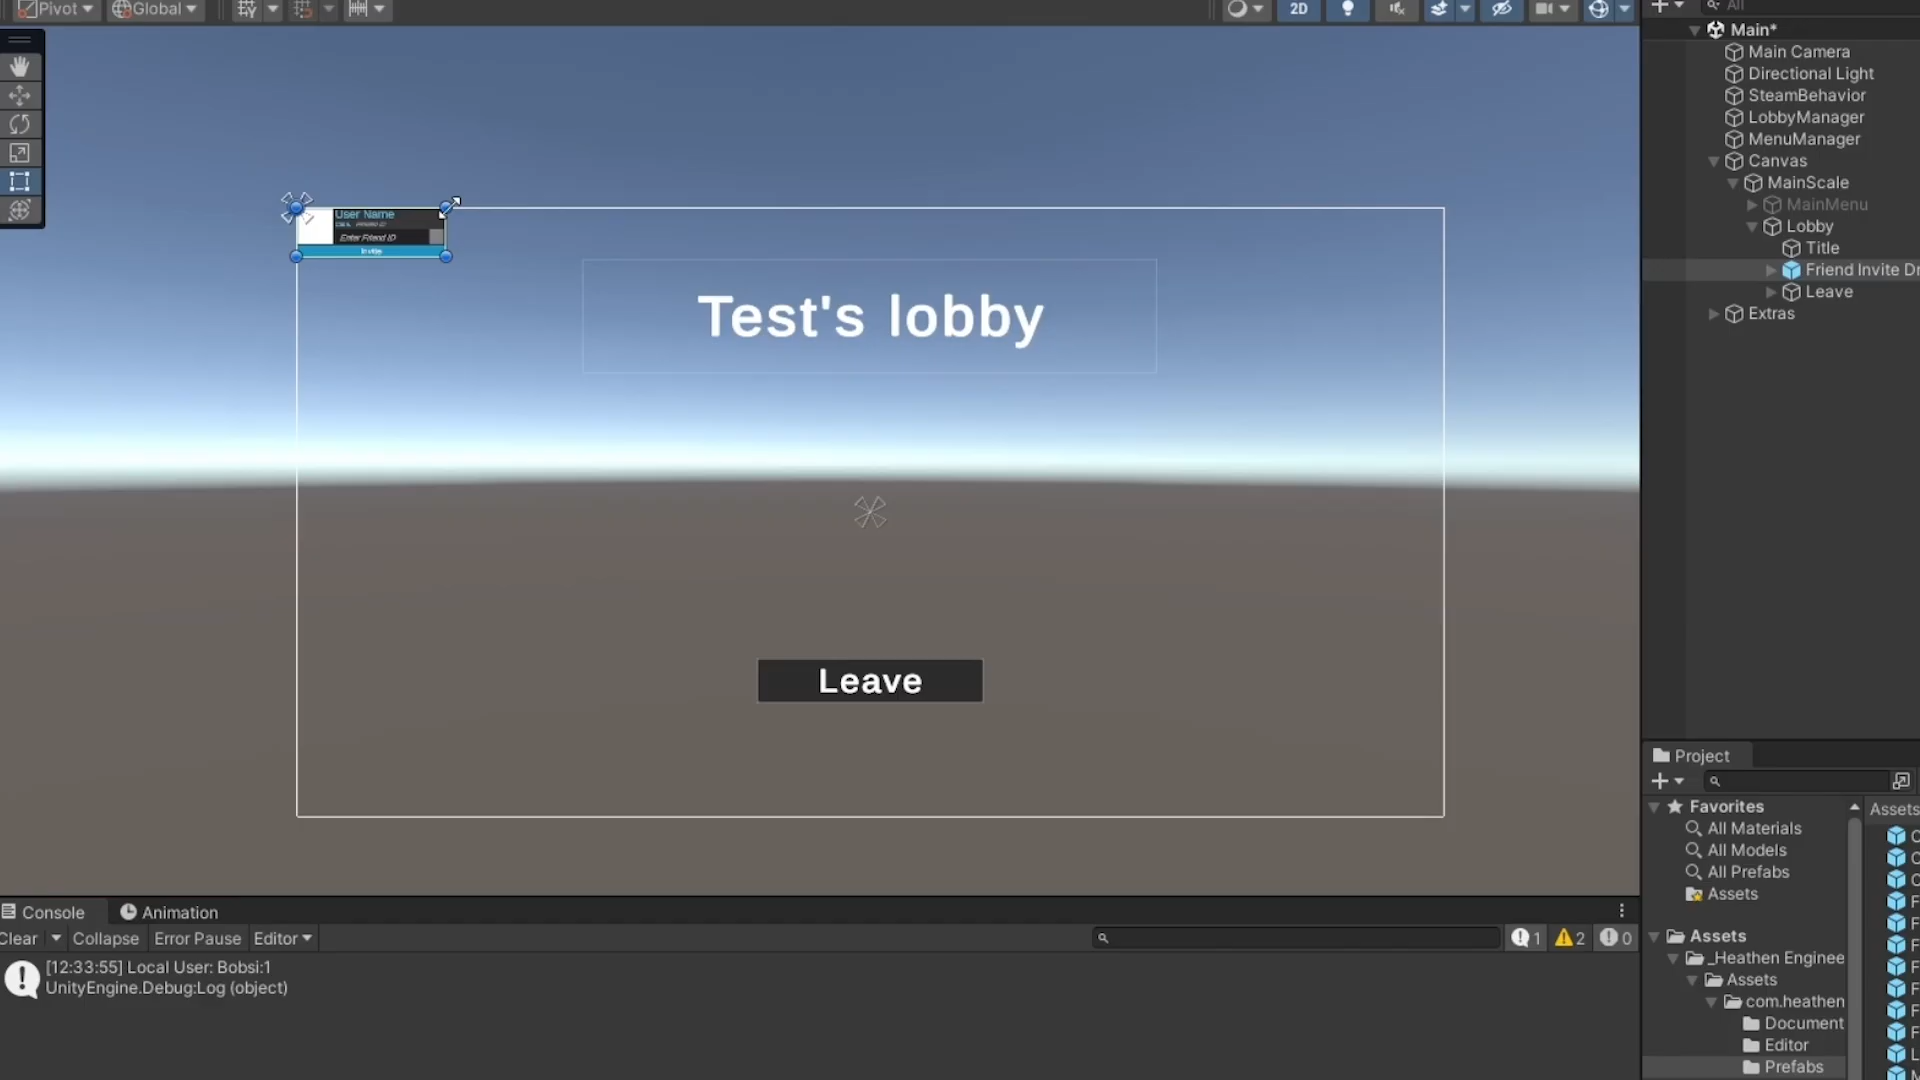 Pivot
Global
2D
All
Main*
Main Camera
Directional Light
SteamBehavior
LobbyManager
MenuManager
Canvas
MainScale
MainMenu
Lobby
Title
Friend Invite Dr
Leave
Extras
User Name
Enter Friend ID
Invite
Test's lobby
Leave
Project
Favorites
All Materials
All Models
All Prefabs
Assets
Assets
_Heathen Enginee
Assets
com.heathen
Document
Editor
Prefabs
Assets
C
C
C
F
F
F
F
F
F
F
L
M
Console
Animation
Clear
Collapse
Error Pause
Editor
1
2
0
[12:33:55] Local User: Bobsi:1
UnityEngine.Debug:Log (object)